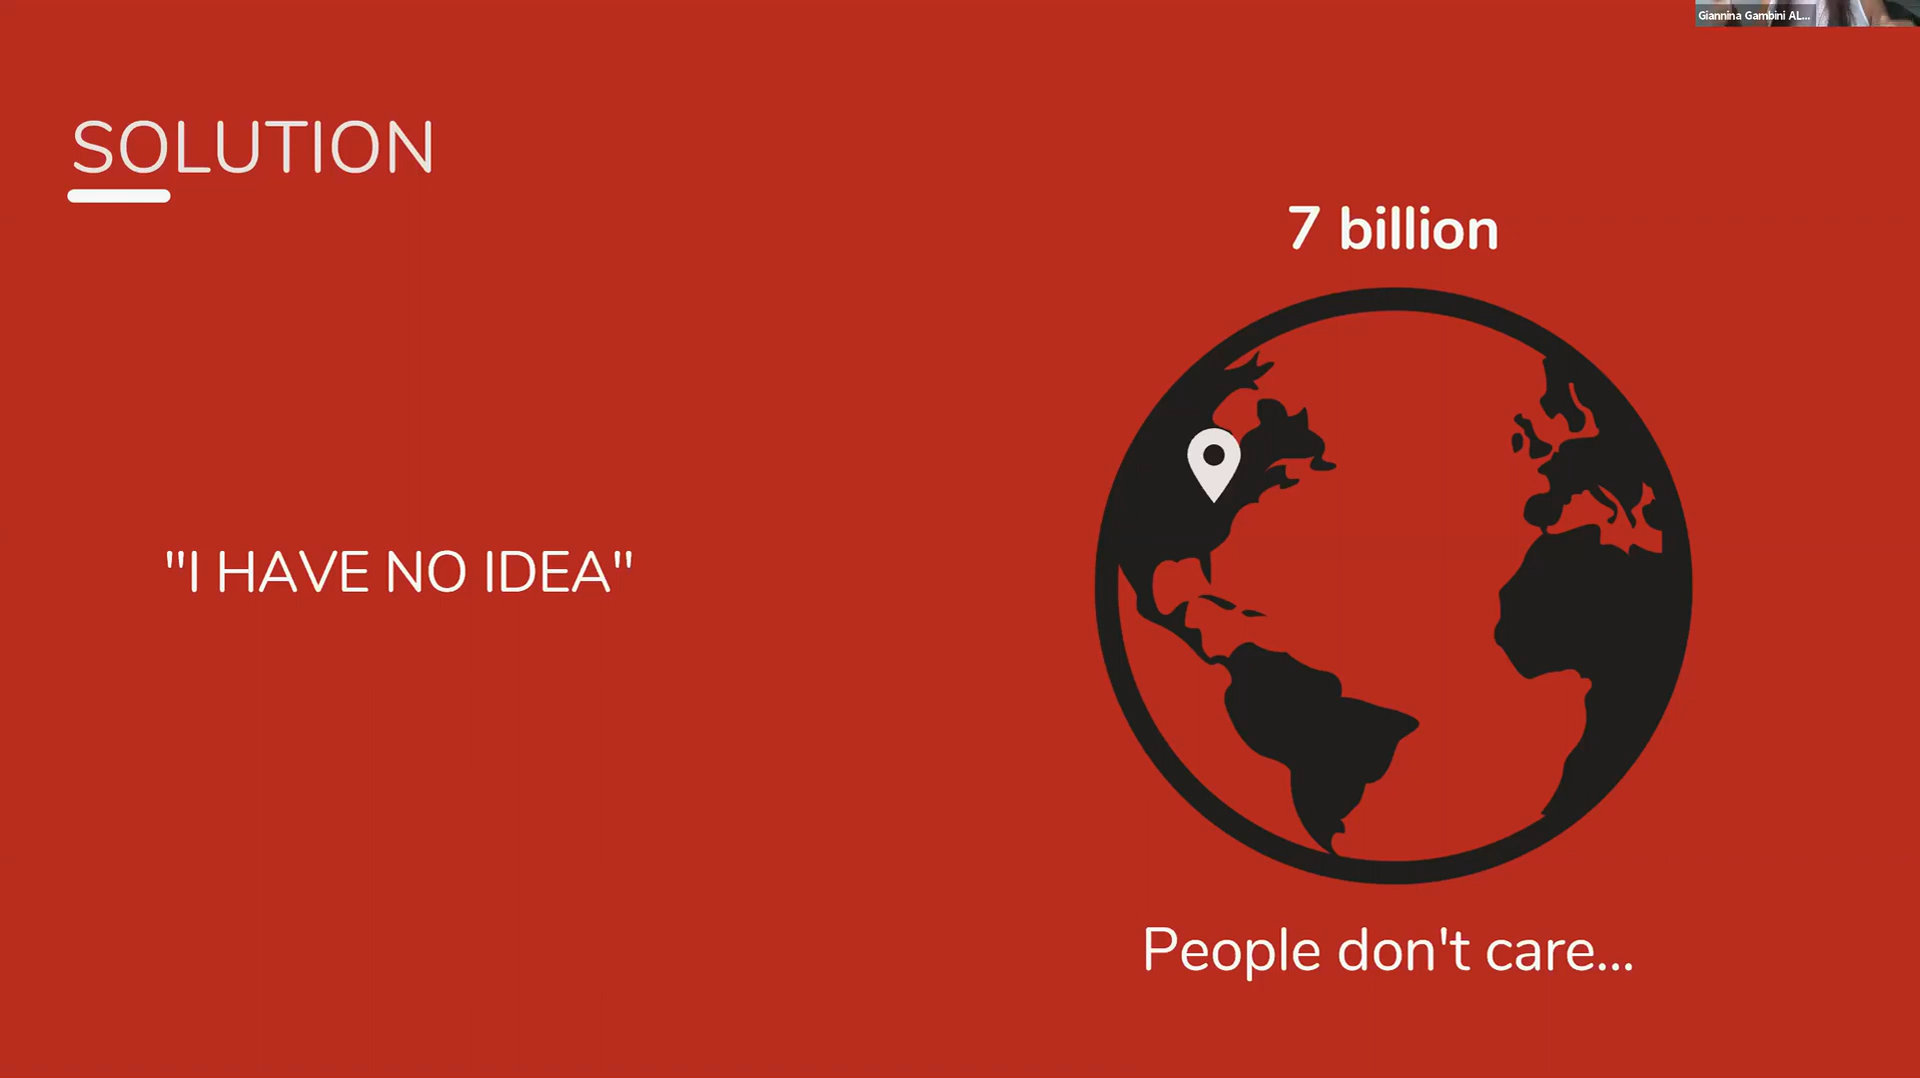 Giannina Gambini AL...
SOLUTION
7 billion
"I HAVE NO IDEA"
People don't care...